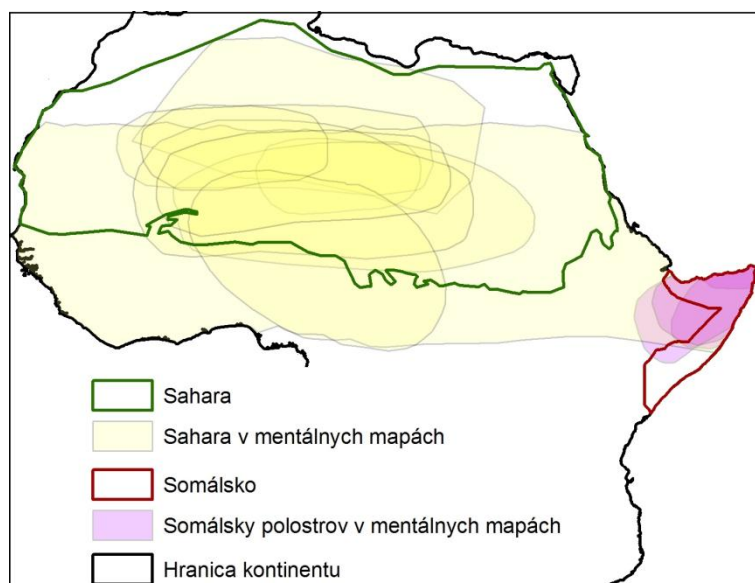 Sahara
Sahara v mentálnych mapách
Somálsko
Somálsky polostrov v mentálnych mapách
Hranica kontinentu